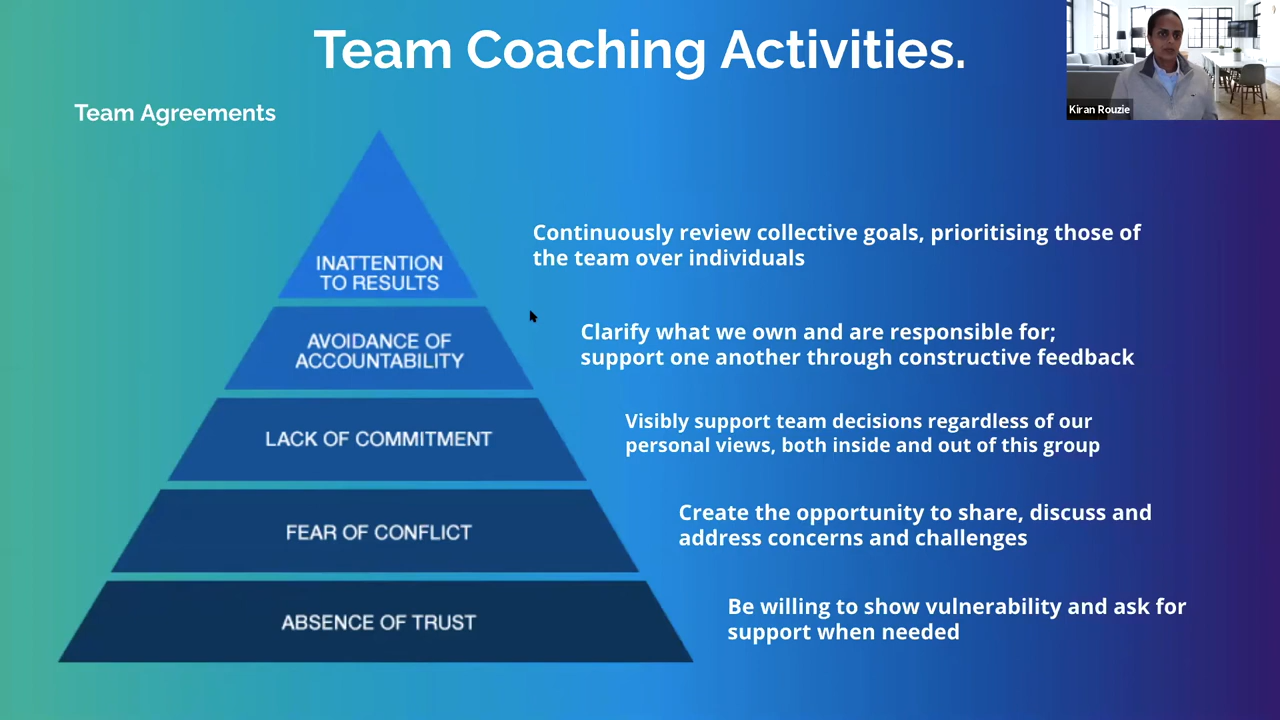 Team Coaching Activities.
Kiran Rouzie
Team Agreements
INATTENTION
TO RESULTS
Continuously review collective goals, prioritising those of
the team over individuals
AVOIDANCE OF
ACCOUNTABILITY
Clarify what we own and are responsible for;
support one another through constructive feedback
LACK OF COMMITMENT
Visibly support team decisions regardless of our
personal views, both inside and out of this group
FEAR OF CONFLICT
Create the opportunity to share, discuss and
address concerns and challenges
ABSENCE OF TRUST
Be willing to show vulnerability and ask for
support when needed